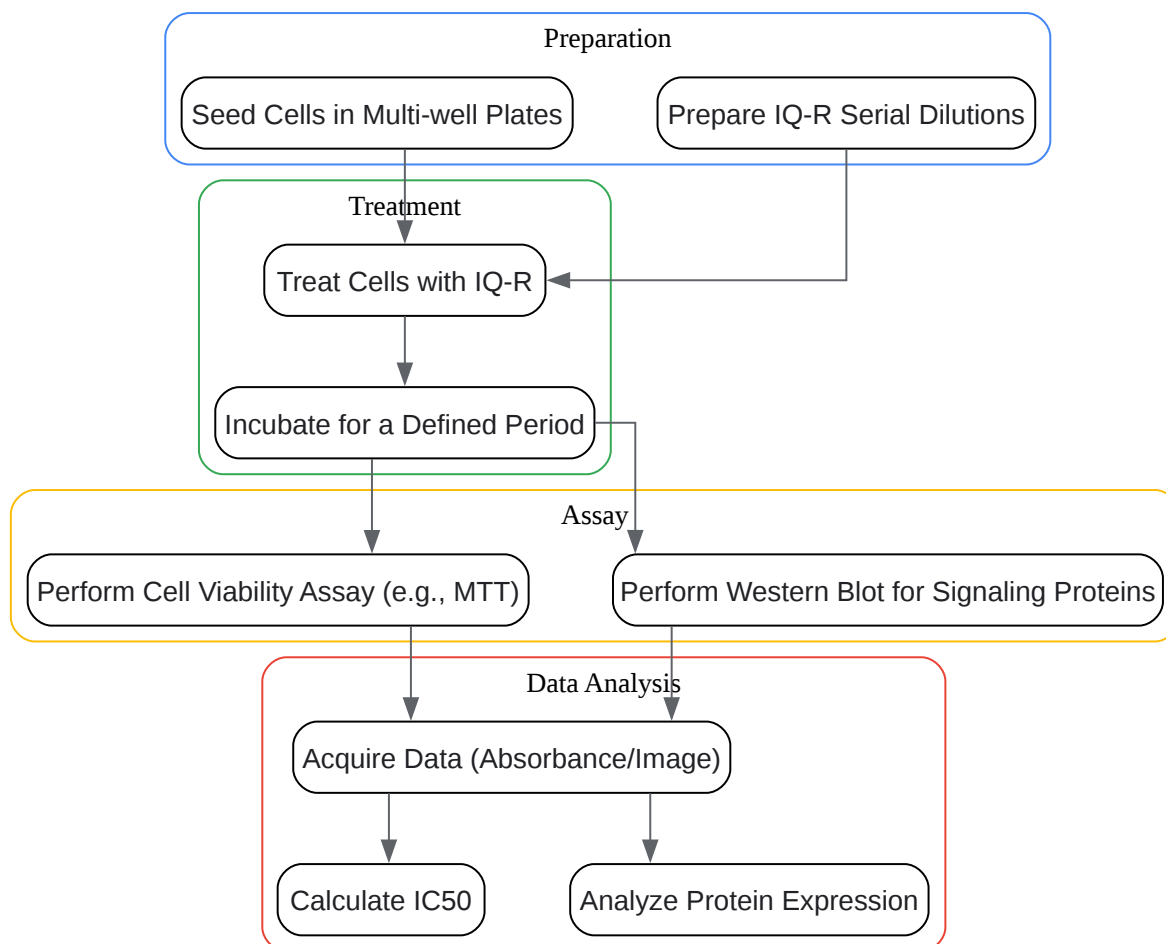 Preparation
Seed Cells in Multi-well Plates
Prepare IQ-R Serial Dilutions
Treatment
Treat Cells with IQ-R
Incubate for a Defined Period
Assay
Perform Cell Viability Assay (e.g., MTT)
Perform Western Blot for Signaling Proteins
Data Analysis
Acquire Data (Absorbance/Image)
Calculate IC50
Analyze Protein Expression